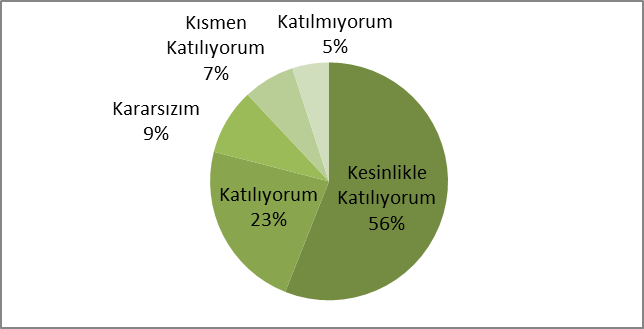 Kısmen
Katılıyorum
7%
Katılmıyorum
5%
Kararsızım
9%
Katılıyorum
23%
Kesinlikle
Katılıyorum
56%